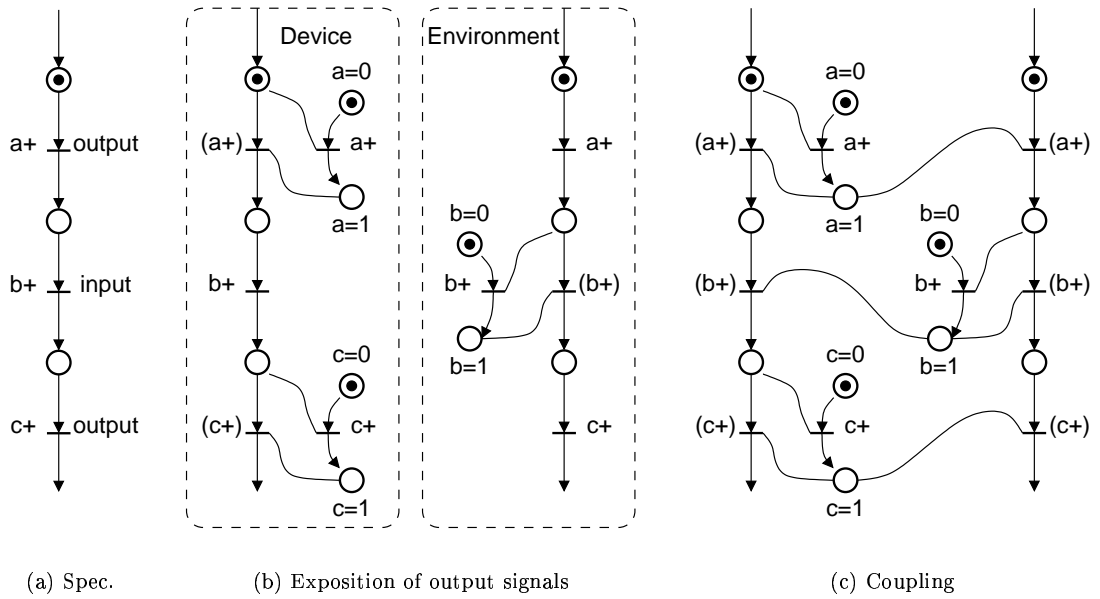 Device Environment
a=0 a=0
a+ output (a+) a+ a+ (a+) a+ (a+)
b=0 b=0
a=1 a=1
b+ input b+ b+ (b+) (b+) b+ (b+)
c=0 b=1 c=0 b=1
c+ output (c+) c+ c+ (c+) c+ (c+)
c=1 c=1
(a) Spec. (b) Exposition of output signals (c) Coupling